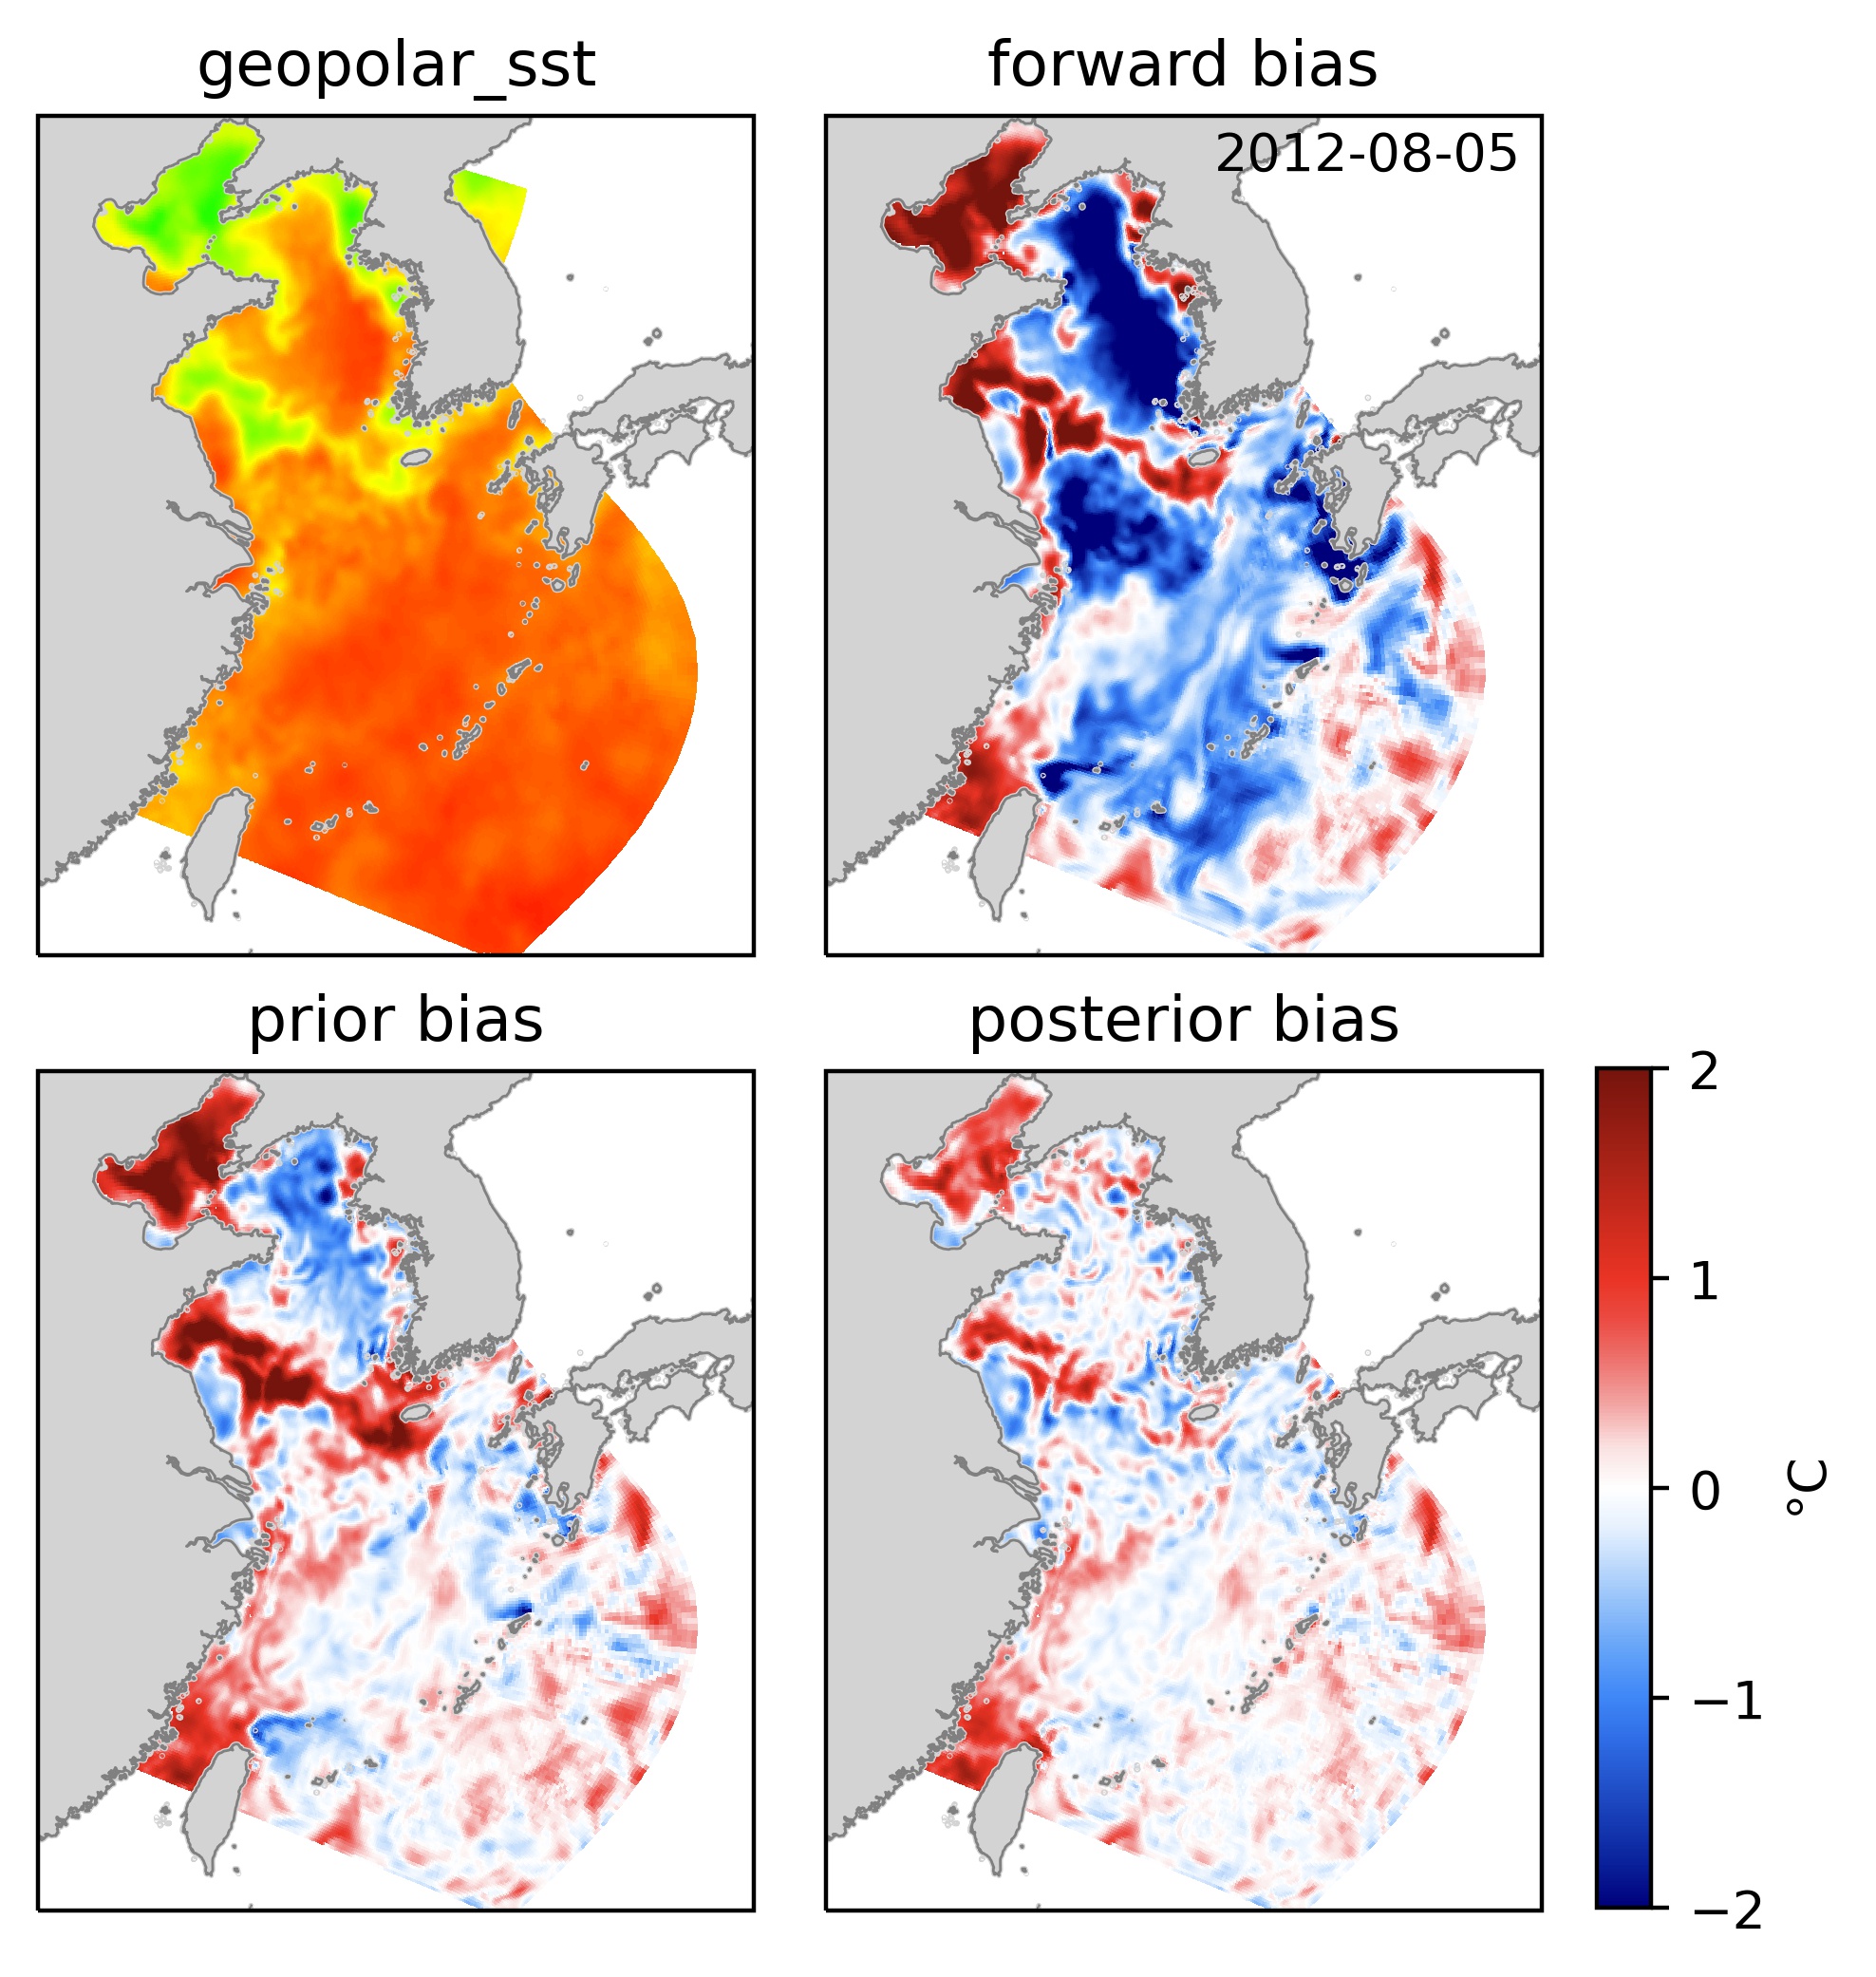 geopolar_sst
forward bias
2012-08-05
prior bias
posterior bias
2
1
0
−1
−2
°C